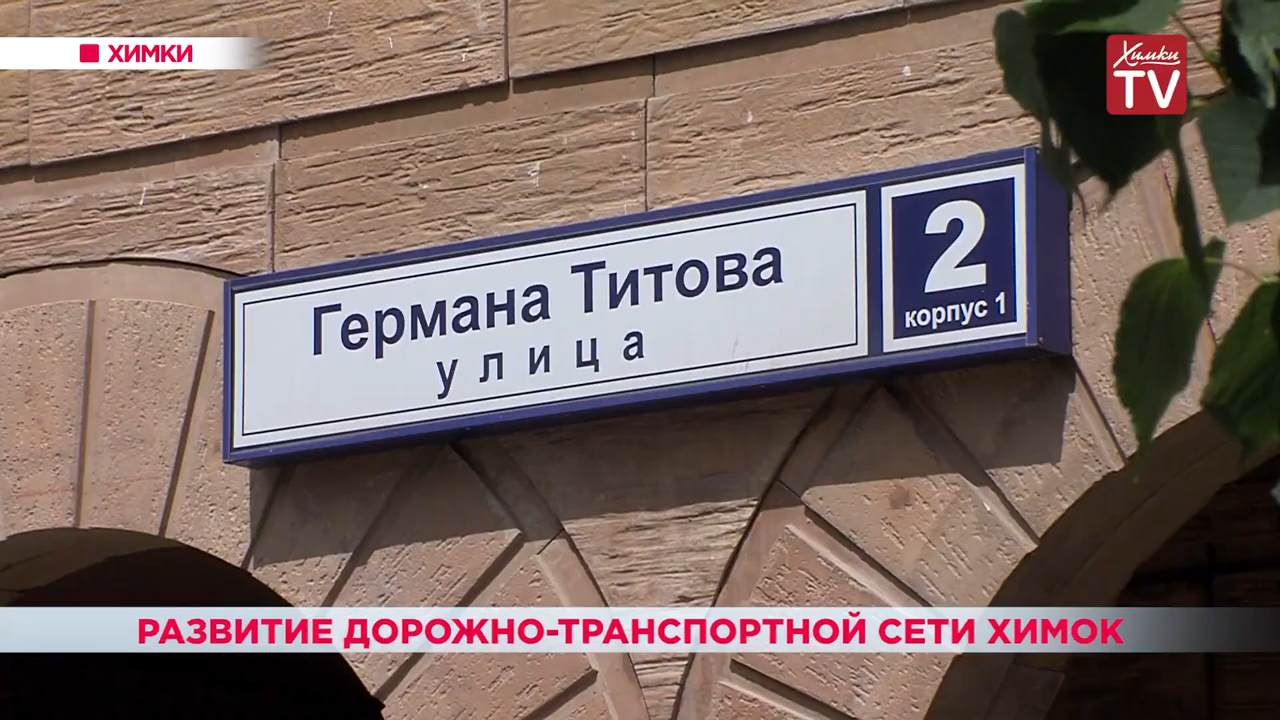 ХИМКИ
Химки
TV
Германа Титова
улица
2
корпус 1
РАЗВИТИЕ ДОРОЖНО-ТРАНСПОРТНОЙ СЕТИ ХИМОК